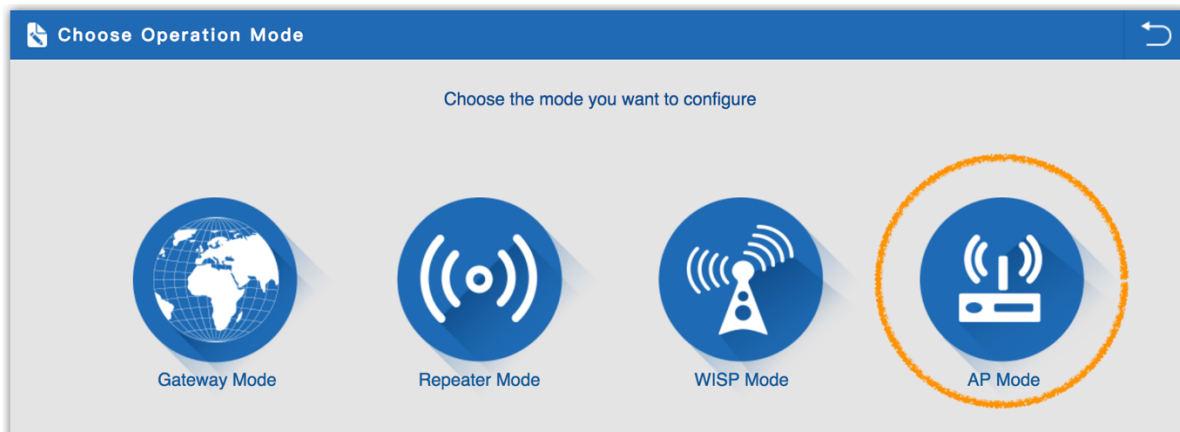 Choose Operation Mode
Choose the mode you want to configure
Gateway Mode
Repeater Mode
WISP Mode
AP Mode